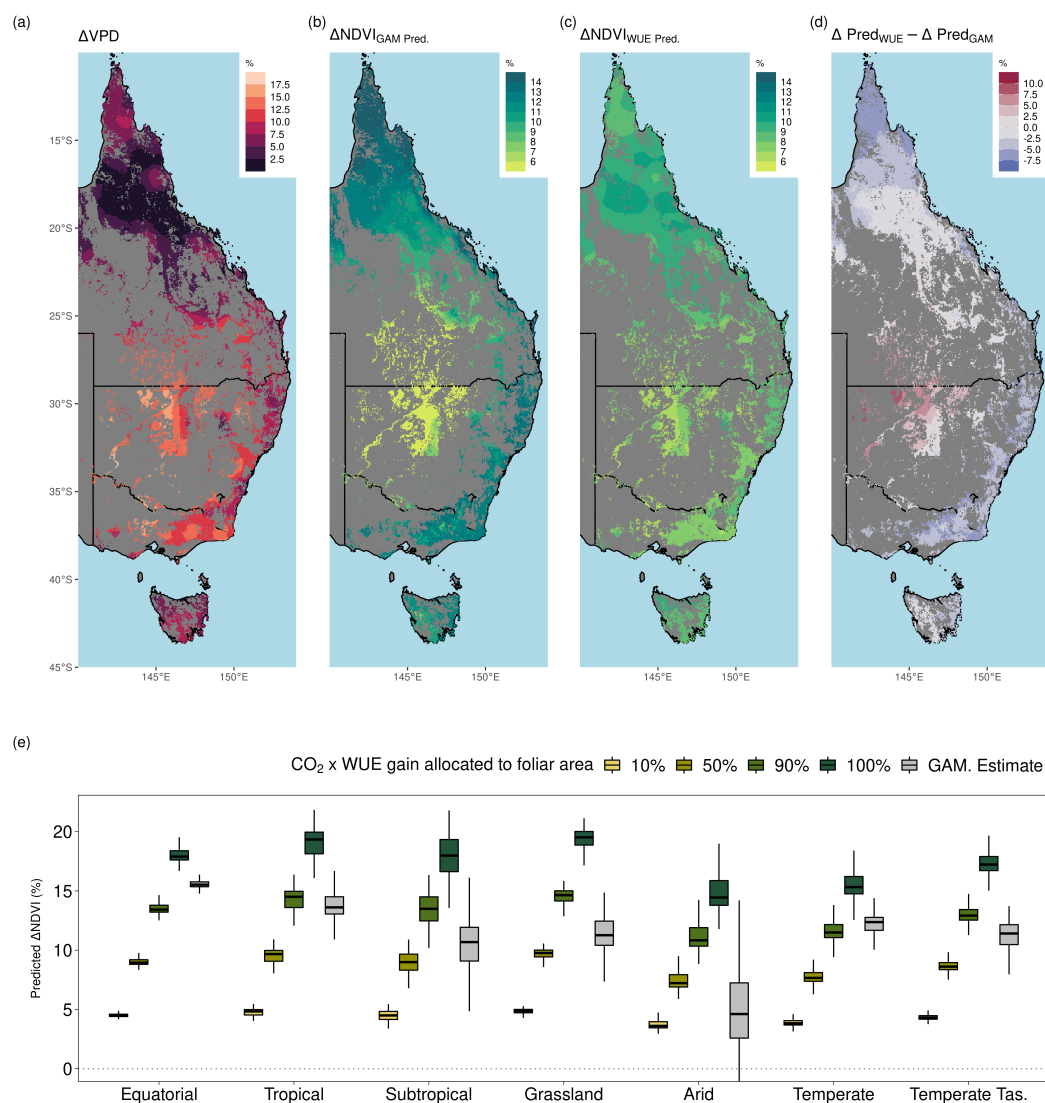 (a)
ΔVPD
%
17.5
15.0
12.5
10.0
7.5
5.0
2.5
15°S
20°S
25°S
30°S
35°S
40°S
45°S
145°E
150°E
(b)
ΔNDVI GAM Pred.
%
14
13
12
11
10
9
8
7
6
145°E
150°E
(c)
ΔNDVI WUE Pred.
%
14
13
12
11
10
9
8
7
6
145°E
150°E
(d)
Δ Pred WUE − Δ Pred GAM
%
10.0
7.5
5.0
2.5
0.0
-2.5
-5.0
-7.5
145°E
150°E
(e)
CO₂ x WUE gain allocated to foliar area 10% 50% 90% 100% GAM. Estimate
Predicted ΔNDVI (%)
20
15
10
5
0
Equatorial Tropical Subtropical Grassland Arid Temperate Temperate Tas.